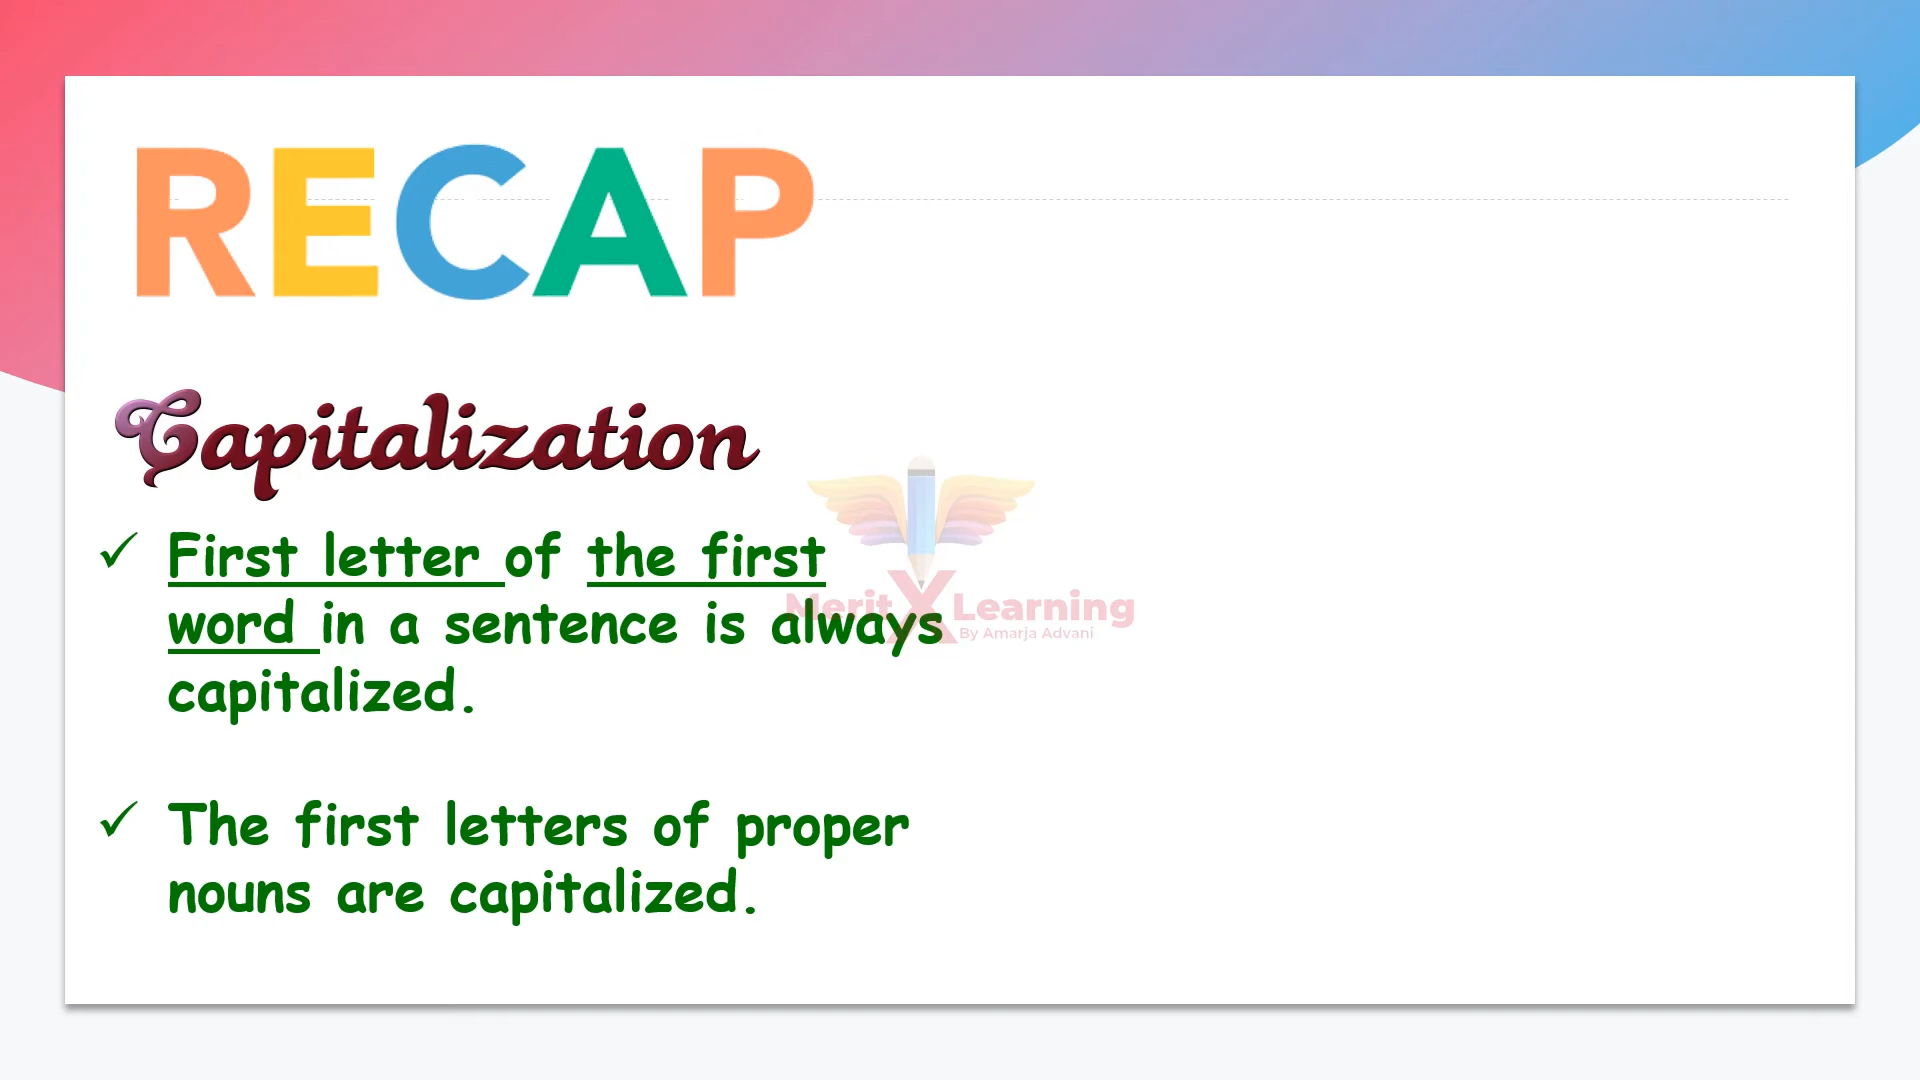 RECAP
Capitalization
✓ First letter of the first
word in a sentence is always
capitalized.
✓ The first letters of proper
nouns are capitalized.
Merit X Learning
By Amarja Advani